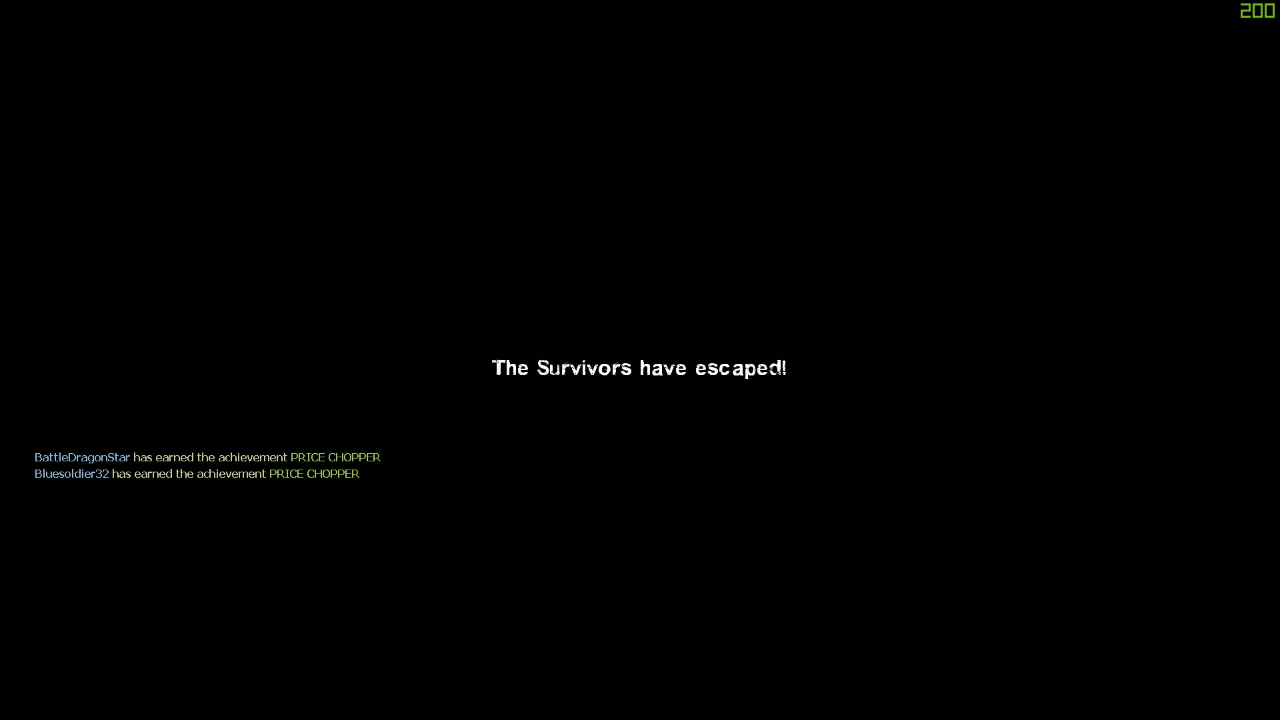 200
The Survivors have escaped!
BattleDragonStar has earned the achievement PRICE CHOPPER
Bluesoldier32 has earned the achievement PRICE CHOPPER